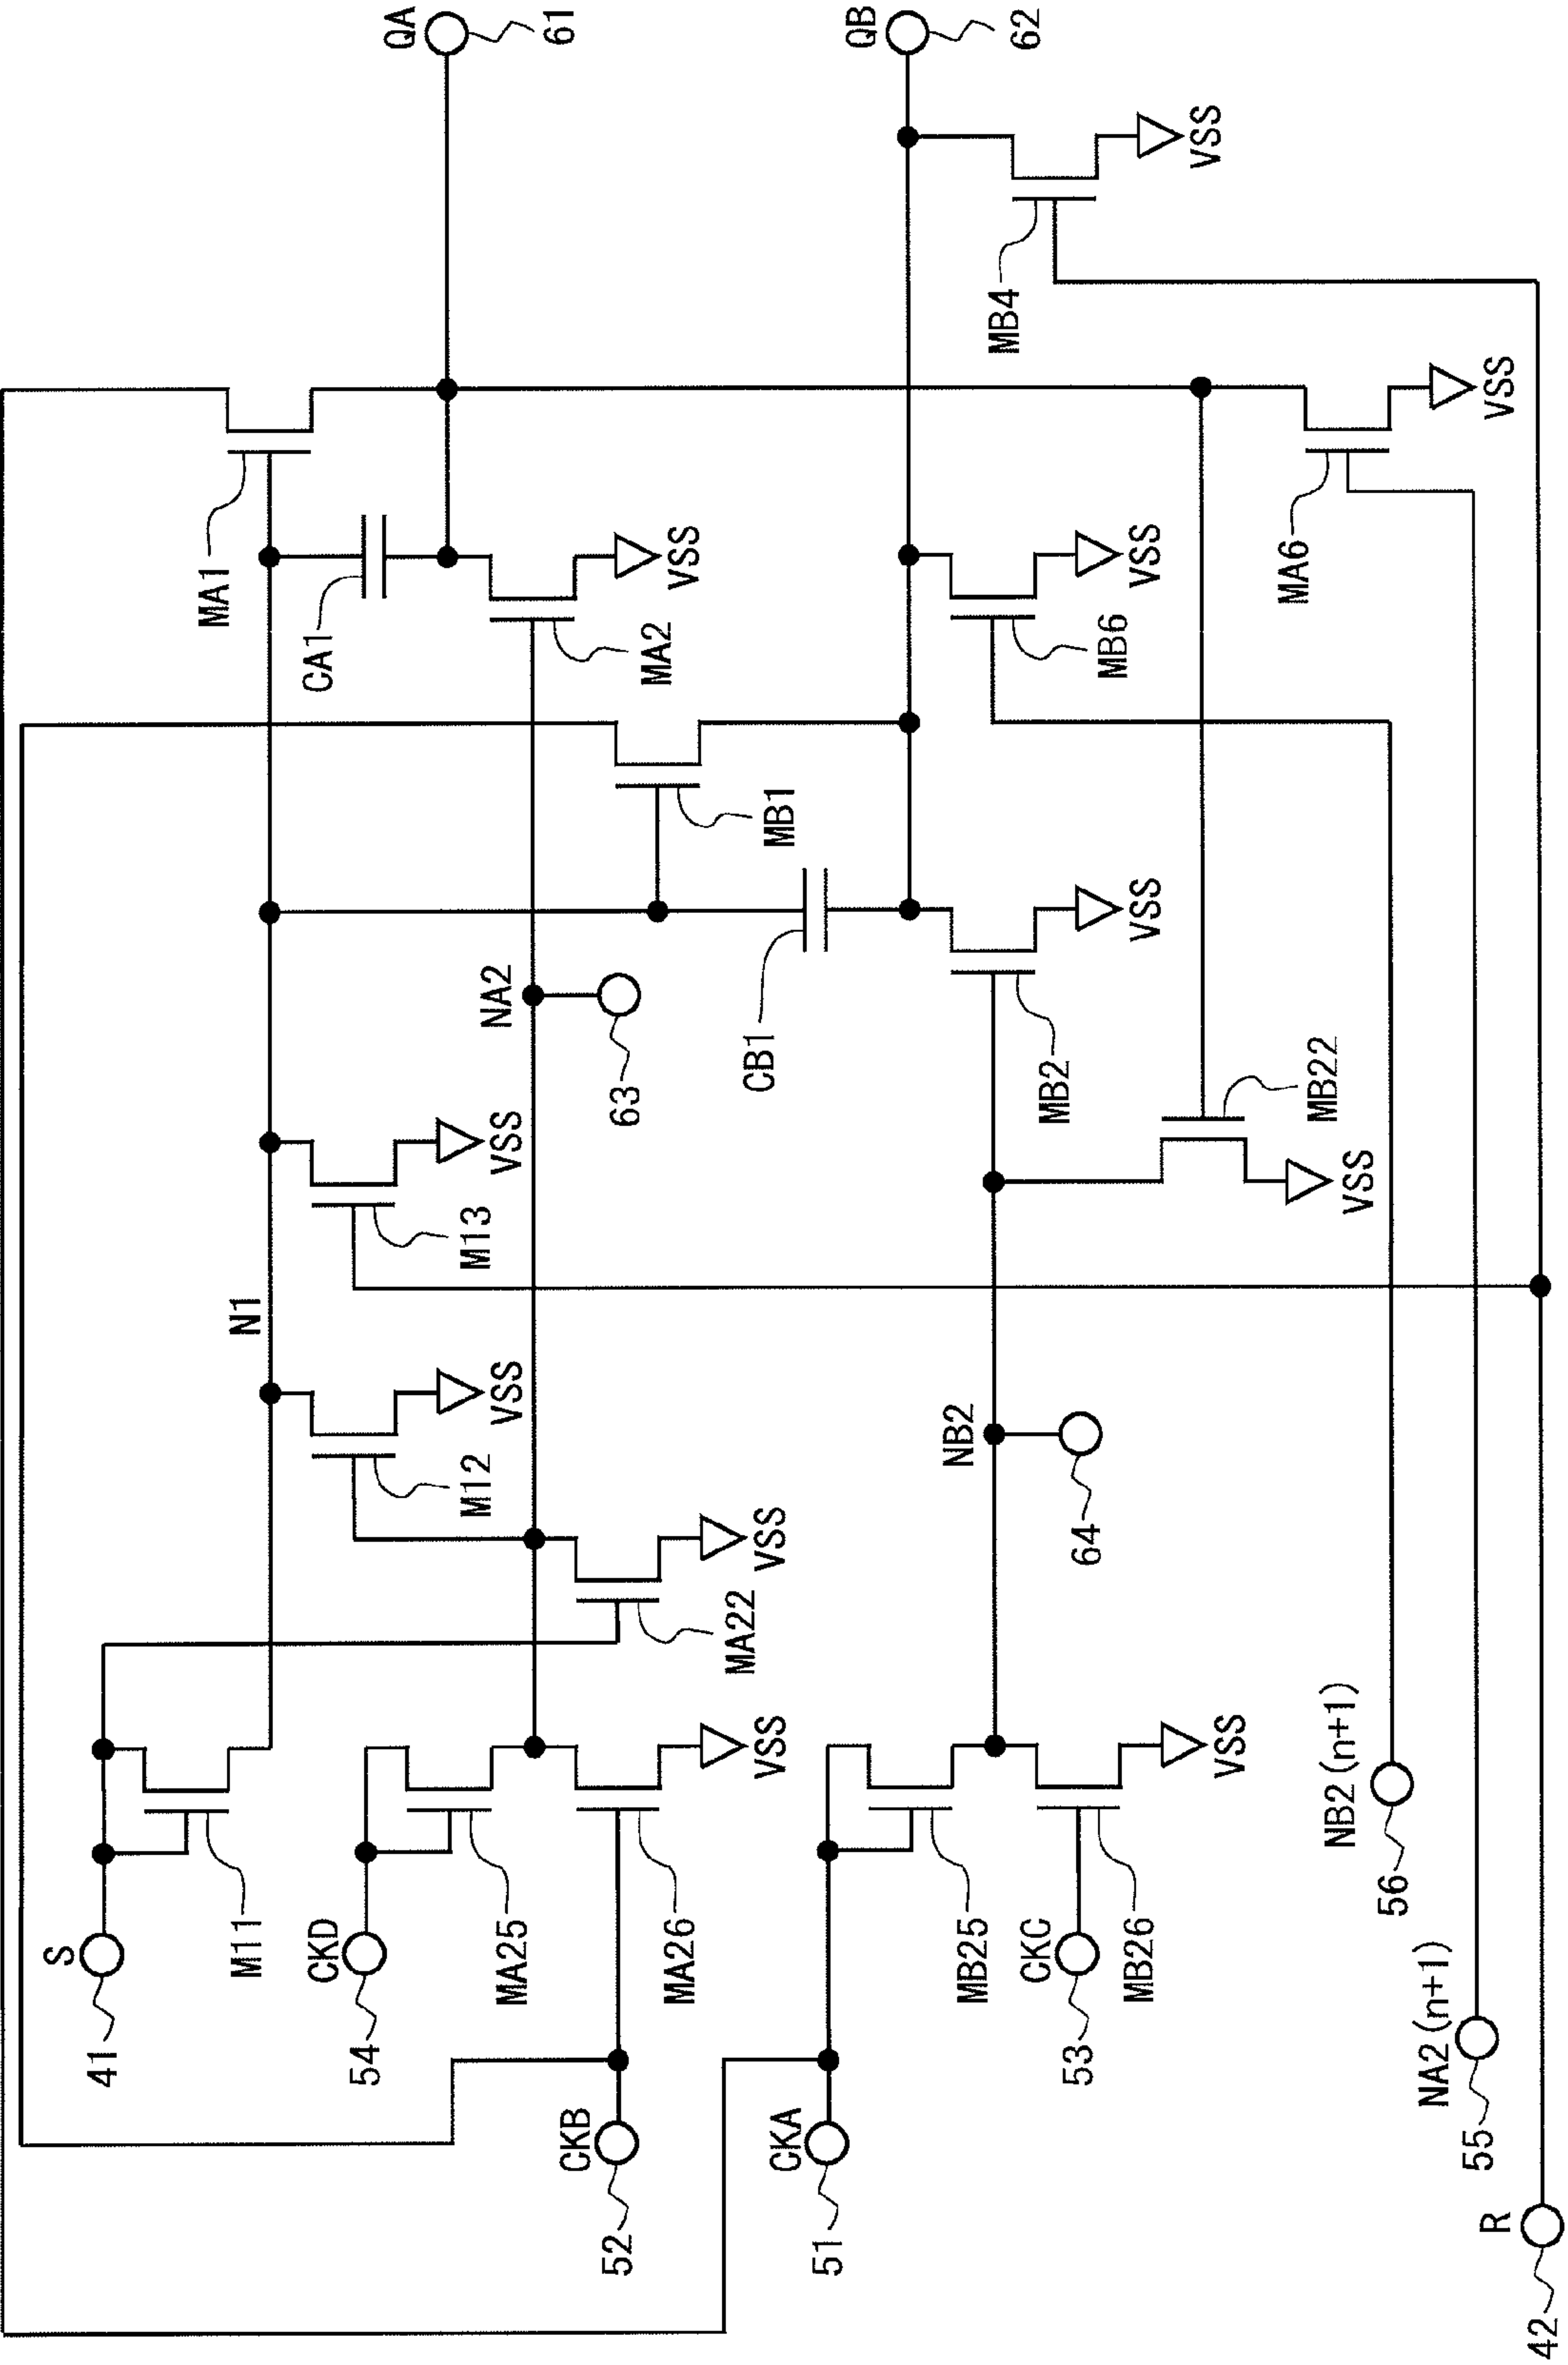 S
41
N1
M11
MA1
CKD
54
CA1
QA
M12
M13
VSS
VSS
NA2
MA25
61
CKB
52
63
MA2
VSS
MA26
MA22
VSS
VSS
CB1
MB1
CKA
51
QB
NB2
MB25
CKC
MB4
62
53
64
MB2
MB6
MB26
VSS
VSS
VSS
VSS
MB22
MA6
NB2(n+1)
VSS
56
NA2(n+1)
55
VSS
R
42